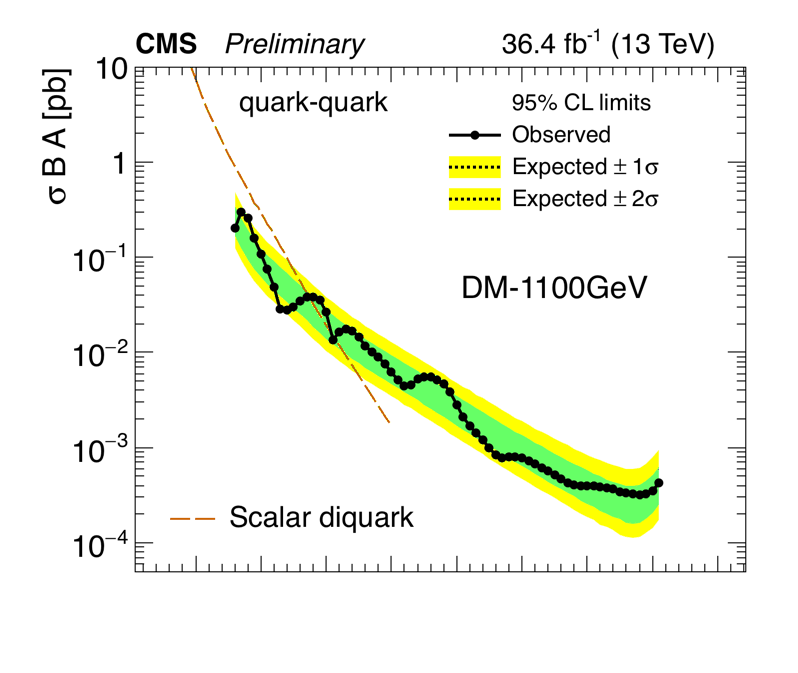 CMS Preliminary 36.4 fb⁻¹ (13 TeV)
σ B A [pb]
10
1
10⁻¹
10⁻²
10⁻³
10⁻⁴
quark-quark
95% CL limits
Observed
Expected ± 1σ
Expected ± 2σ
DM-1100GeV
Scalar diquark